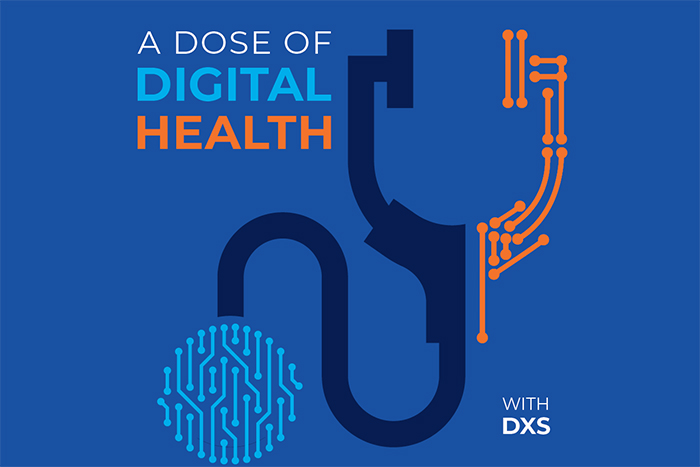 A DOSE OF
DIGITAL
HEALTH
WITH
DXS